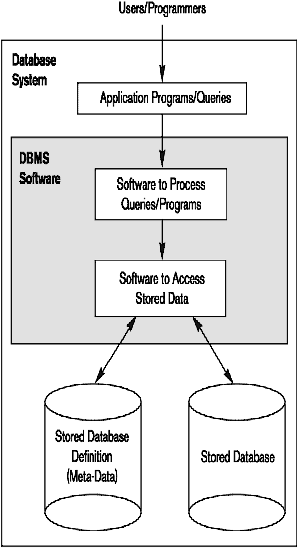 Users/Programmers
Database
System
Application Programs/Queries
DBMS
Software
Software to Process
Queries/Programs
Software to Access
Stored Data
Stored Database
Definition
(Meta-Data)
Stored Database